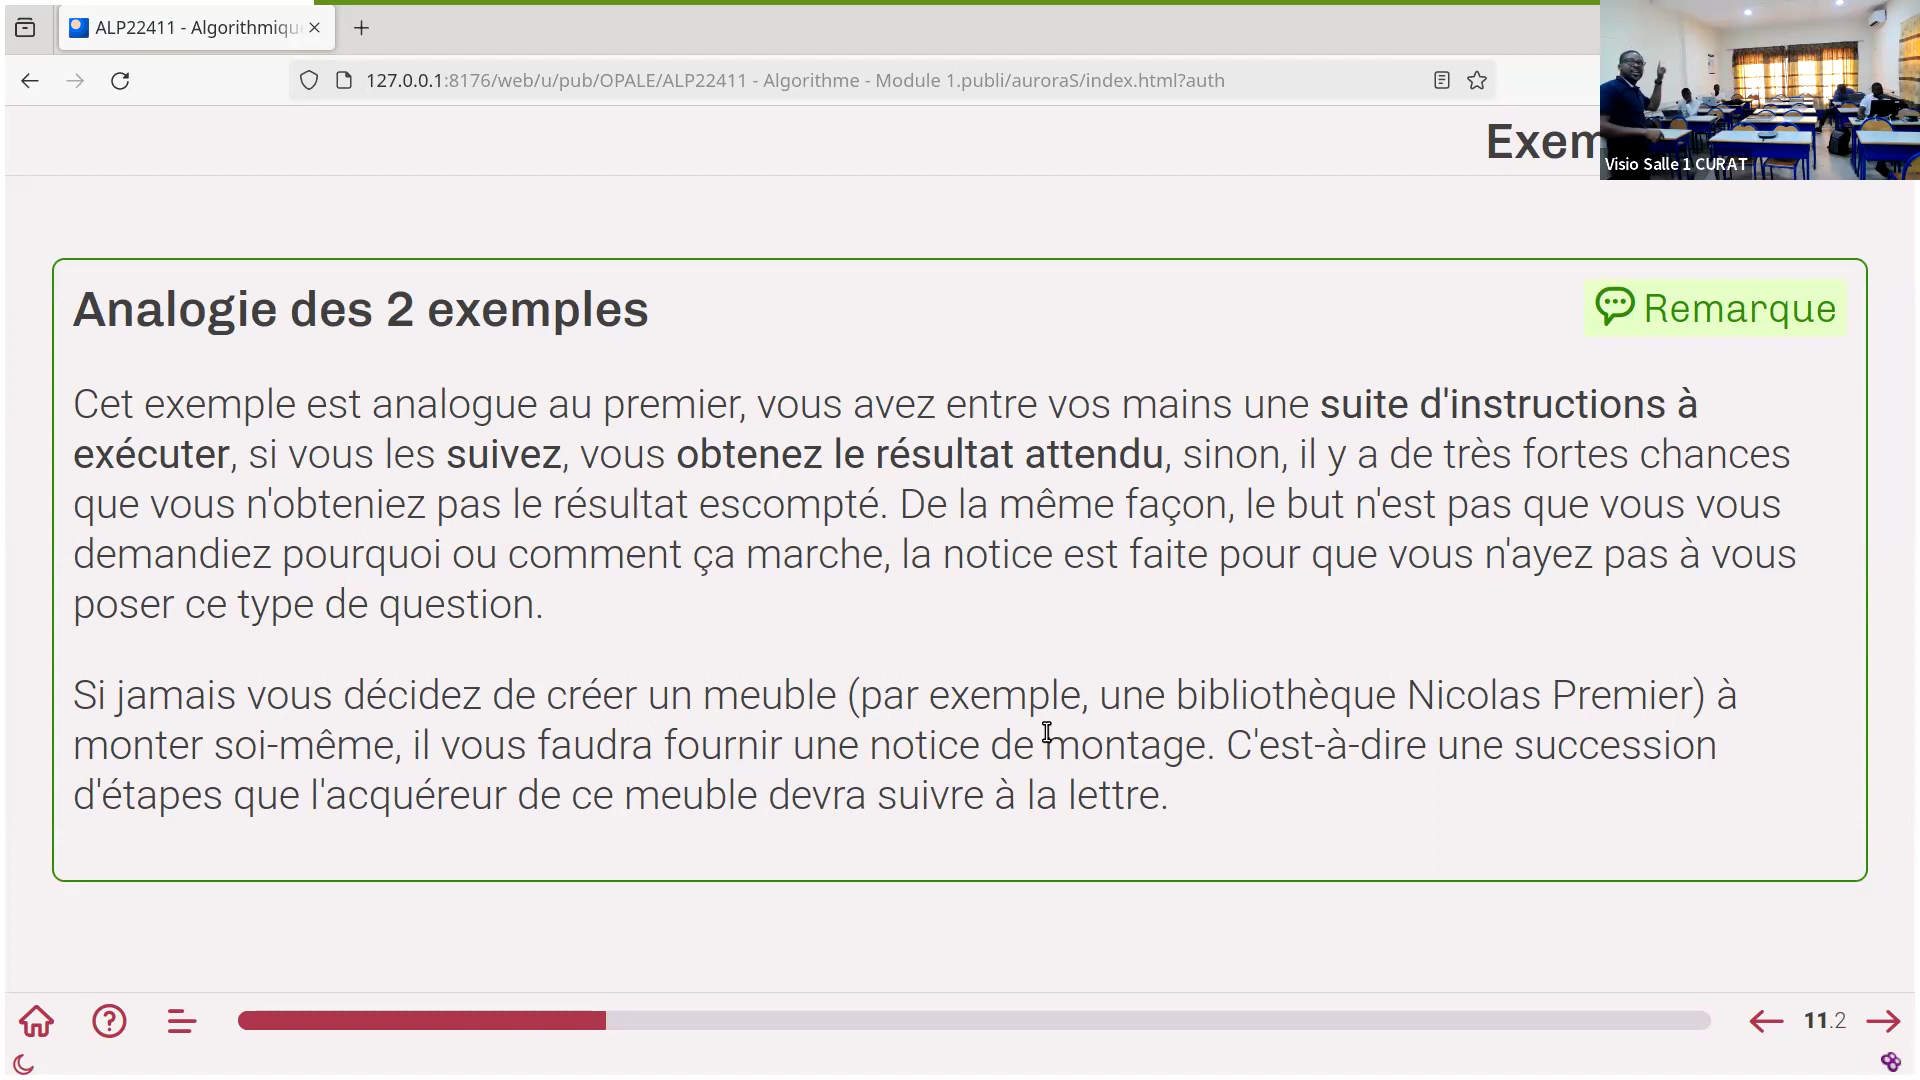 ALP22411 - Algorithmiqu
127.0.0.1:8176/web/u/pub/OPALE/ALP22411 - Algorithme - Module 1.publi/auroraS/index.html?auth
Exem
Visio Salle 1 CURAT
Analogie des 2 exemples
Remarque
Cet exemple est analogue au premier, vous avez entre vos mains une suite d'instructions à
exécuter, si vous les suivez, vous obtenez le résultat attendu, sinon, il y a de très fortes chances
que vous n'obteniez pas le résultat escompté. De la même façon, le but n'est pas que vous vous
demandiez pourquoi ou comment ça marche, la notice est faite pour que vous n'ayez pas à vous
poser ce type de question.
Si jamais vous décidez de créer un meuble (par exemple, une bibliothèque Nicolas Premier) à
monter soi-même, il vous faudra fournir une notice de montage. C'est-à-dire une succession
d'étapes que l'acquéreur de ce meuble devra suivre à la lettre.
11.2